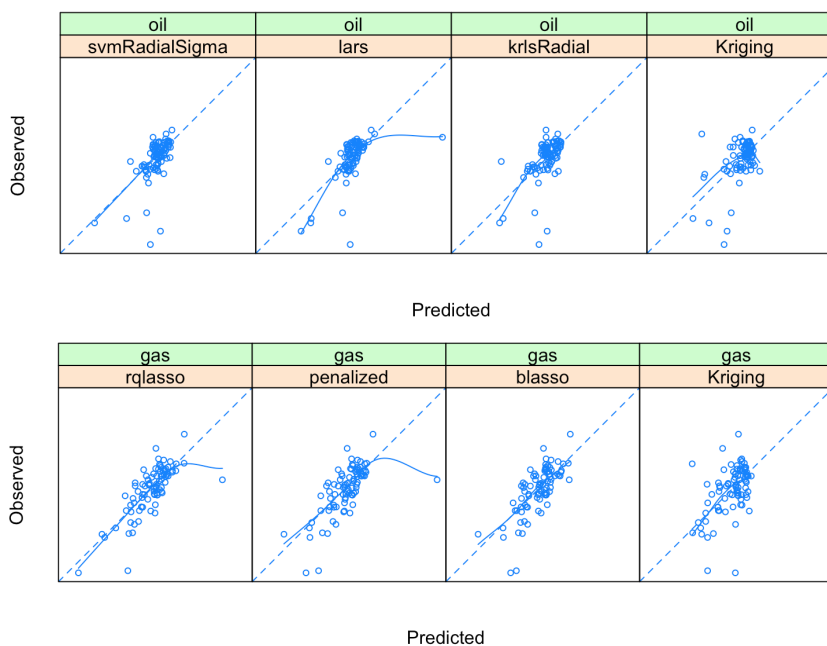 oil oil oil oil
svmRadialSigma lars krlsRadial Kriging
Observed
Predicted
gas gas gas gas
rqlasso penalized blasso Kriging
Observed
Predicted